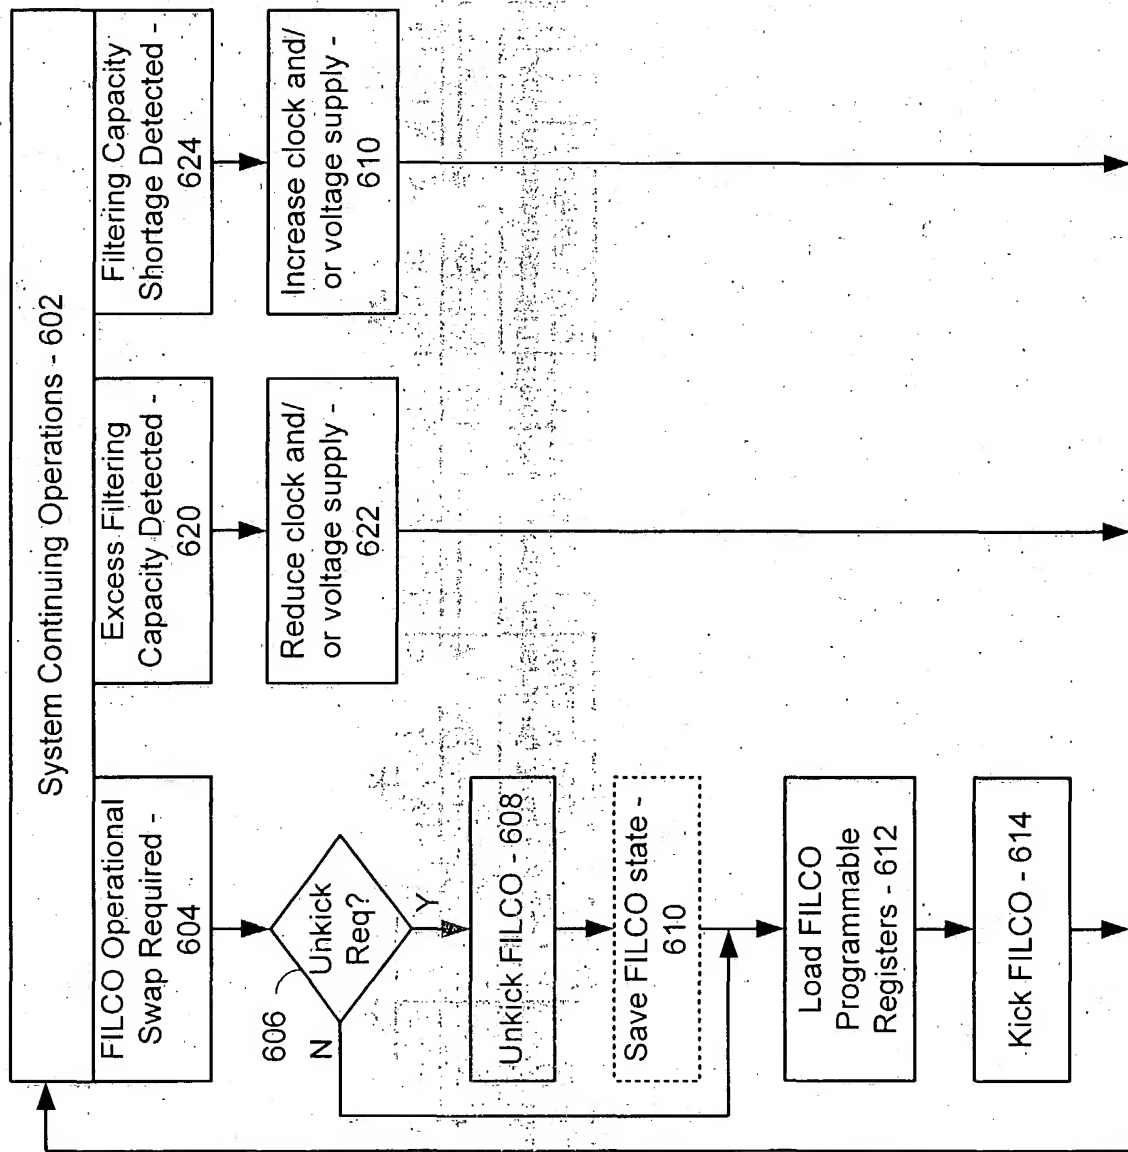 System Continuing Operations - 602
FILCO Operational
Swap Required -
604
Excess Filtering
Capacity Detected -
620
Filtering Capacity
Shortage Detected -
624
606
Unkick
Req?
N
Y
Reduce clock and/
or voltage supply -
622
Increase clock and/
or voltage supply -
610
Unkick FILCO - 608
Save FILCO state -
610
Load FILCO
Programmable
Registers - 612
Kick FILCO - 614